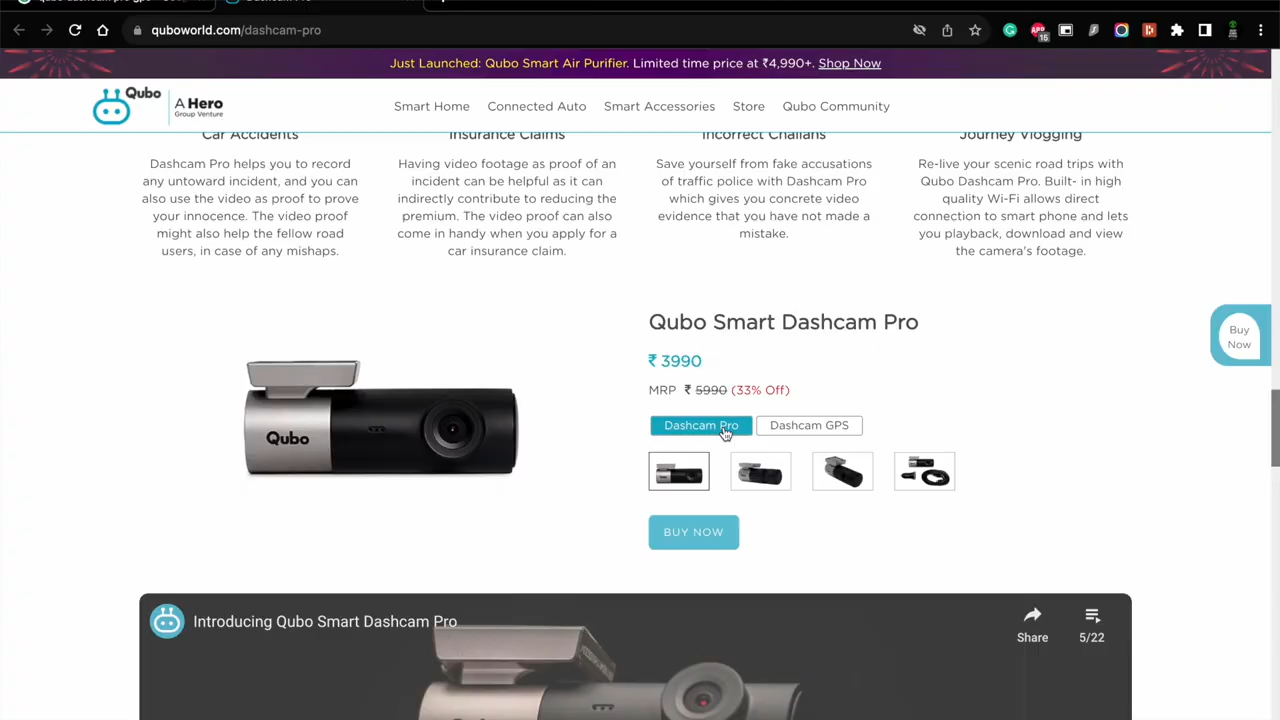 quboworld.com/dashcam-pro
15
Just Launched: Qubo Smart Air Purifier. Limited time price at ₹4,990+. Shop Now
Qubo
A Hero
Group Venture
Smart Home
Connected Auto
Smart Accessories
Store
Qubo Community
Car Accidents
Dashcam Pro helps you to record
any untoward incident, and you can
also use the video as proof to prove
your innocence. The video proof
might also help the fellow road
users, in case of any mishaps.
Insurance Claims
Having video footage as proof of an
incident can be helpful as it can
indirectly contribute to reducing the
premium. The video proof can also
come in handy when you apply for a
car insurance claim.
Incorrect Challans
Save yourself from fake accusations
of traffic police with Dashcam Pro
which gives you concrete video
evidence that you have not made a
mistake.
Journey Vlogging
Re-live your scenic road trips with
Qubo Dashcam Pro. Built- in high
quality Wi-Fi allows direct
connection to smart phone and lets
you playback, download and view
the camera's footage.
Buy
Now
Qubo
Qubo Smart Dashcam Pro
₹ 3990
MRP ₹ 5990 (33% Off)
Dashcam Pro
Dashcam GPS
BUY NOW
Introducing Qubo Smart Dashcam Pro
Share
5/22